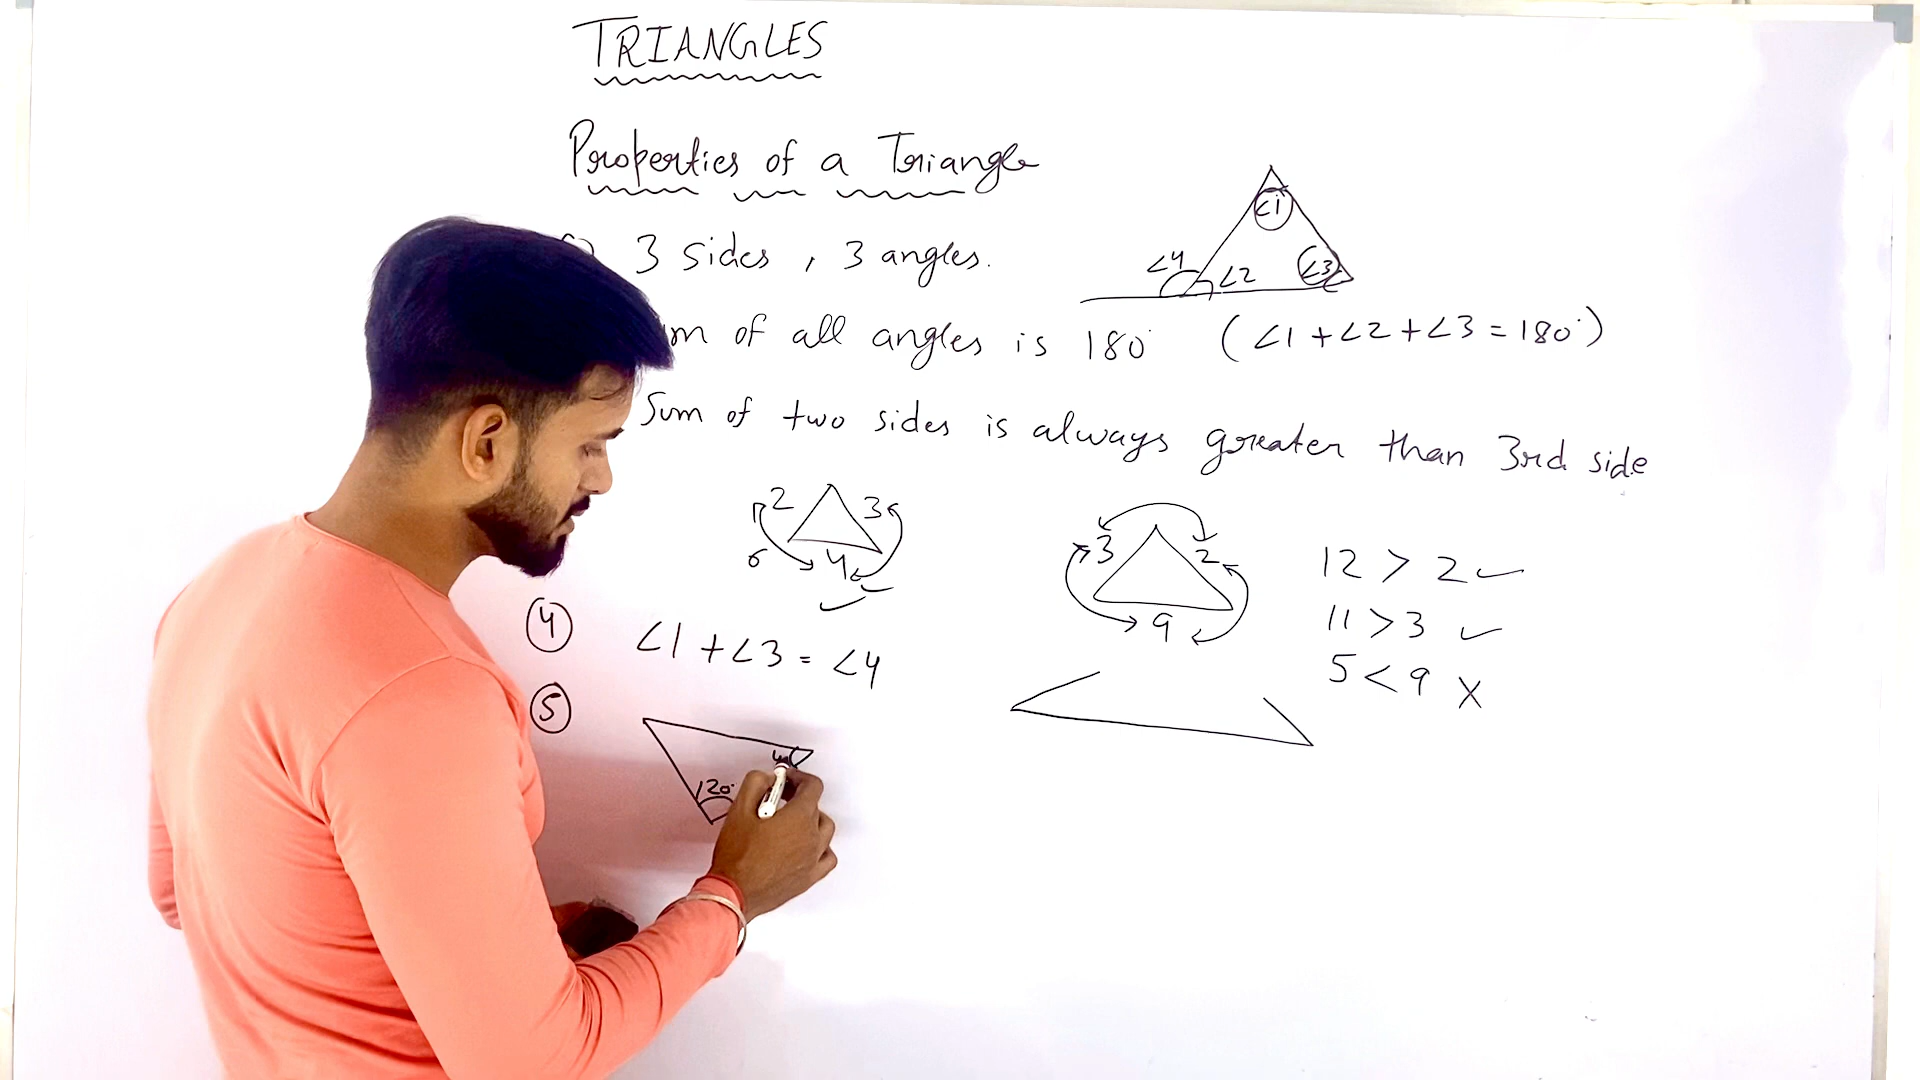 TRIANGLES
Properties of a Triangle
3 sides, 3 angles.
∠1
∠4 ∠2 ∠3
of all angles is 180° (∠1+∠2+∠3=180°)
Sum of two sides is always greater than 3rd side
2 3
6 4
3 2
9
12 > 2 ✓
11 > 3 ✓
5 < 9 X
4 ∠1+∠3=∠4
5
120°